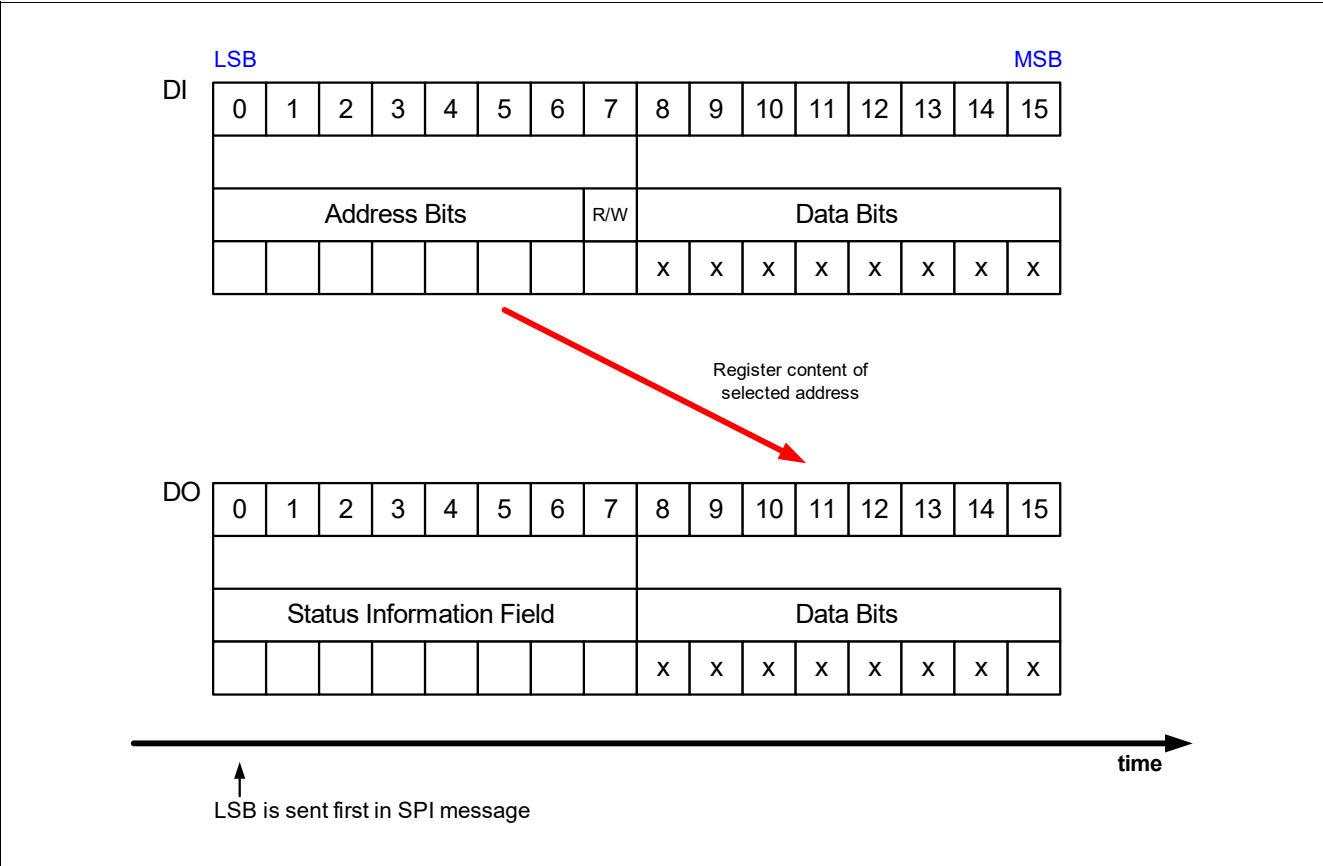 LSB MSB
DI
0 1 2 3 4 5 6 7 8 9 10 11 12 13 14 15
Address Bits R/W Data Bits
x x x x x x x x
Register content of
selected address
DO
0 1 2 3 4 5 6 7 8 9 10 11 12 13 14 15
Status Information Field Data Bits
x x x x x x x x
time
LSB is sent first in SPI message